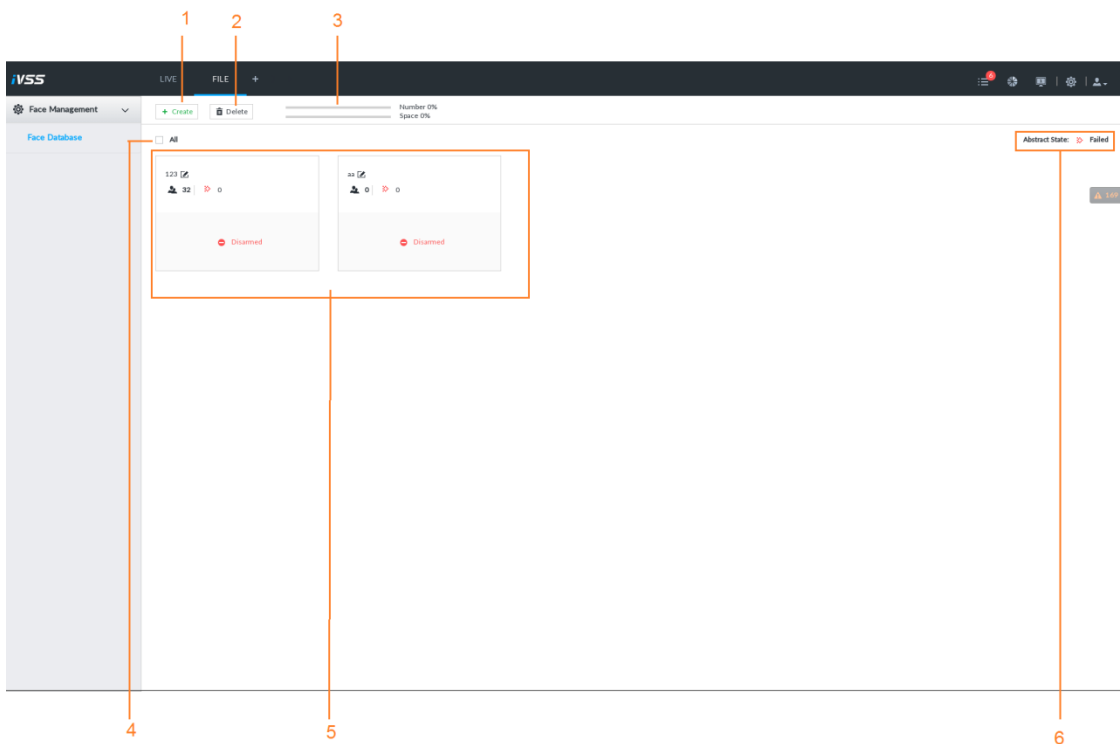 1 2 3
iVSS LIVE FILE + 6
Face Management + Create Delete Number 0%
Space 0%
Face Database All Abstract State: Failed
123 aa
32 0 0 0
Disarmed Disarmed
4 5 6